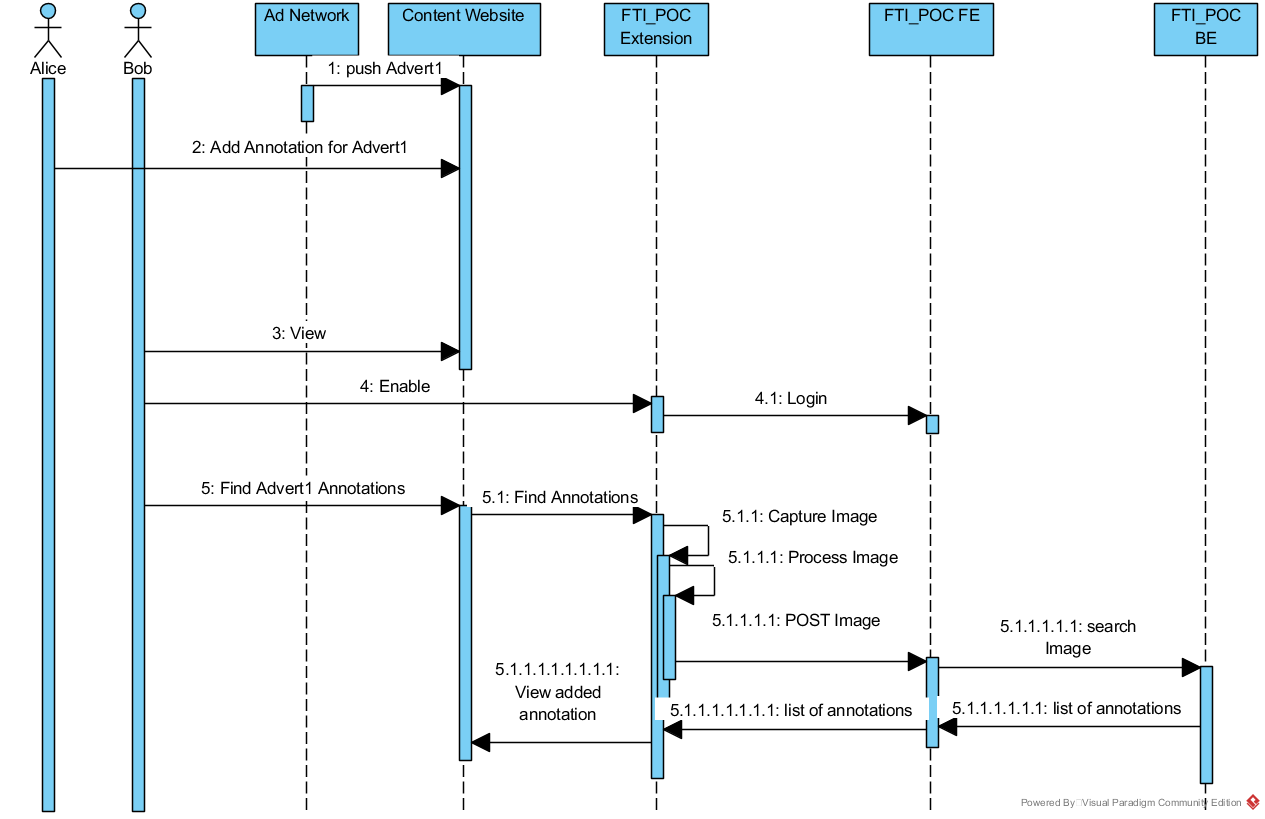 Alice
Bob
Ad Network
Content Website
FTI_POC
Extension
FTI_POC FE
FTI_POC
BE
1: push Advert1
2: Add Annotation for Advert1
3: View
4: Enable
4.1: Login
5: Find Advert1 Annotations
5.1: Find Annotations
5.1.1: Capture Image
5.1.1.1: Process Image
5.1.1.1.1: POST Image
5.1.1.1.1.1: search
Image
5.1.1.1.1.1.1: list of annotations
5.1.1.1.1.1.1.1: list of annotations
5.1.1.1.1.1.1.1.1:
View added
annotation
Powered By Visual Paradigm Community Edition